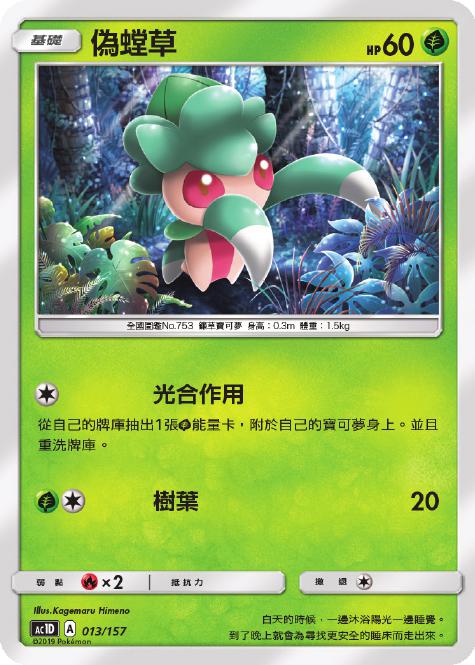 基礎 偽螳草 HP60
全國圖鑑No.753 鐮草寶可夢 身高:0.3m 體重:1.5kg
光合作用
從自己的牌庫抽出1張能量卡,附於自己的寶可夢身上。並且
重洗牌庫。
樹葉 20
弱點 ×2 抵抗力 撤退
Illus.Kagemaru Himeno
AC1D A 013/157
©2019 Pokémon
白天的時候,一邊沐浴陽光一邊睡覺。
到了晚上就會為尋找更安全的睡床而走出來。